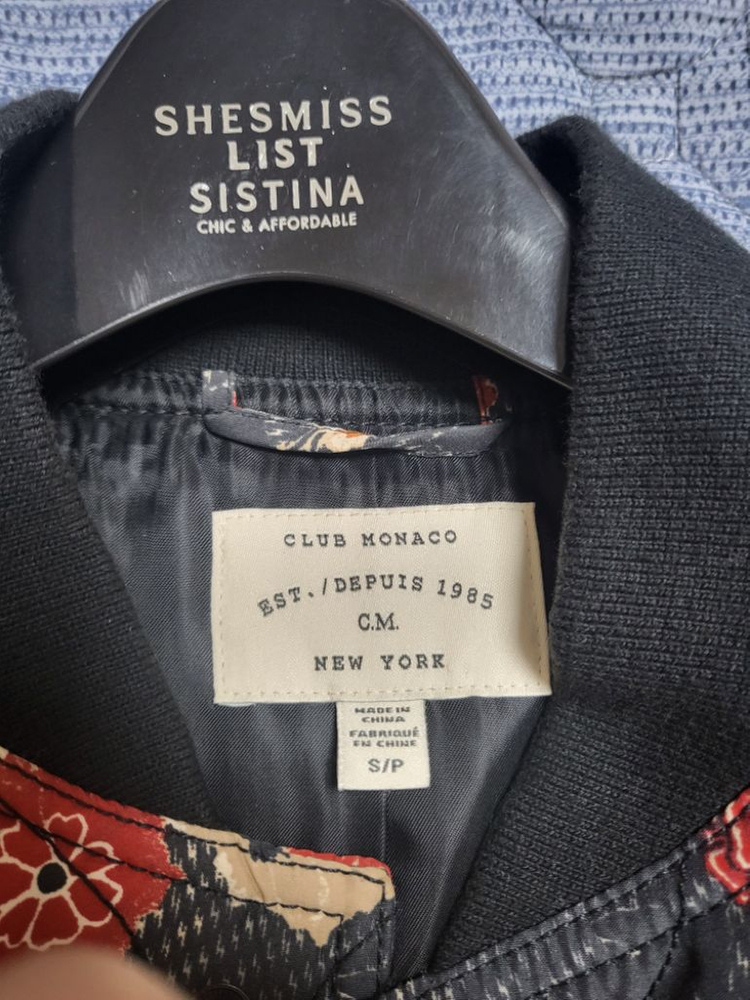 SHESMISS
LIST
SISTINA
CHIC & AFFORDABLE
CLUB MONACO
EST./DEPUIS 1985
C.M.
NEW YORK
MADE IN
CHINA
FABRIQUÉ
EN CHINE
S/P